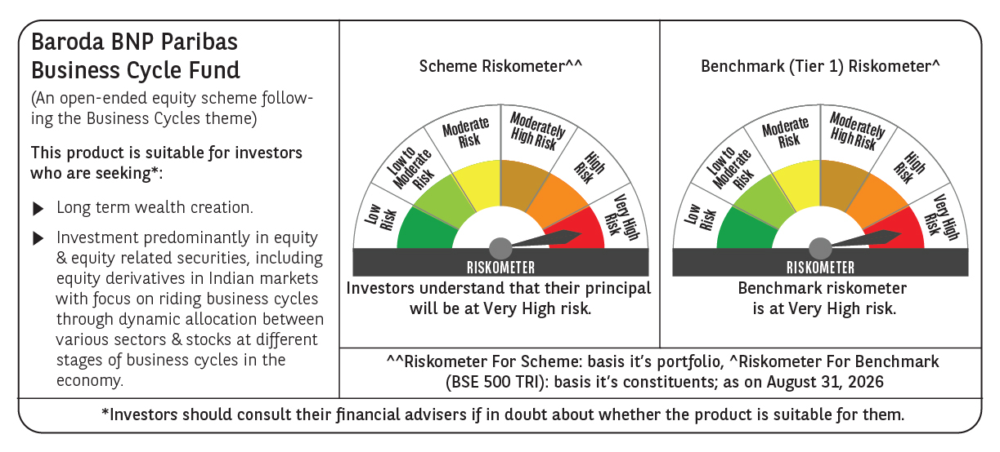 Baroda BNP Paribas
Business Cycle Fund
(An open-ended equity scheme follow-
ing the Business Cycles theme)
This product is suitable for investors
who are seeking*:
Long term wealth creation.
Investment predominantly in equity
& equity related securities, including
equity derivatives in Indian markets
with focus on riding business cycles
through dynamic allocation between
various sectors & stocks at different
stages of business cycles in the
economy.
Scheme Riskometer^^
Low
Risk
Low to
Moderate
Risk
Moderate
Risk
Moderately
High Risk
High
Risk
Very High
Risk
RISKOMETER
Investors understand that their principal
will be at Very High risk.
Benchmark (Tier 1) Riskometer^
Low
Risk
Low to
Moderate
Risk
Moderate
Risk
Moderately
High Risk
High
Risk
Very High
Risk
RISKOMETER
Benchmark riskometer
is at Very High risk.
^^Riskometer For Scheme: basis it's portfolio, ^Riskometer For Benchmark
(BSE 500 TRI): basis it's constituents; as on August 31, 2026
*Investors should consult their financial advisers if in doubt about whether the product is suitable for them.